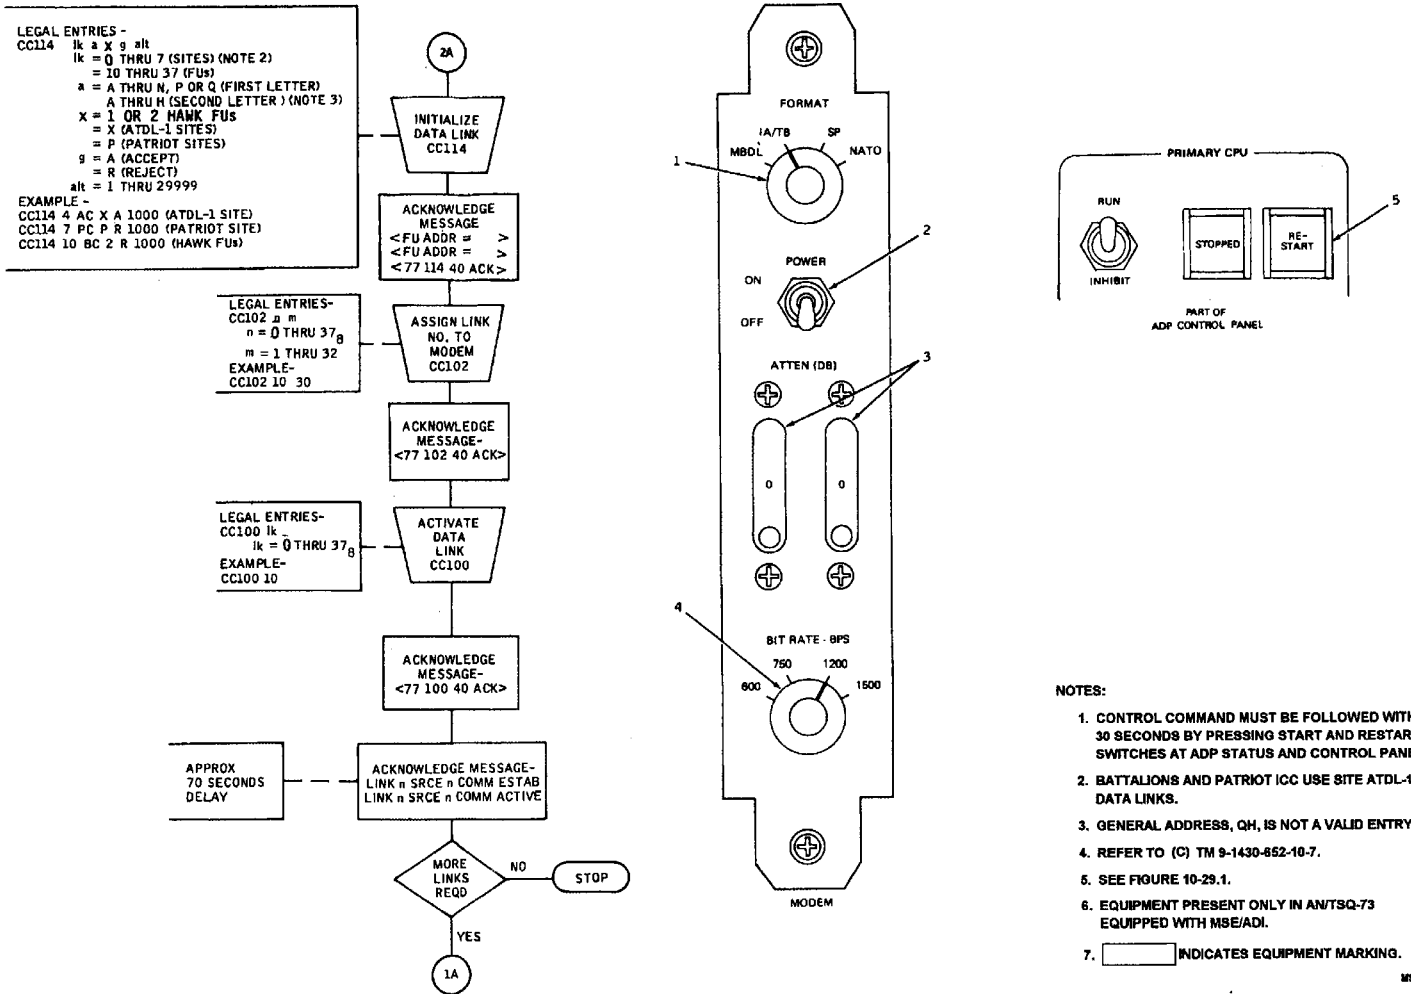 LEGAL ENTRIES -
CC114 lk a x g alt
lk = 0 THRU 7 (SITES) (NOTE 2)
= 10 THRU 37 (FUs)
a = A THRU N, P OR Q (FIRST LETTER)
A THRU H (SECOND LETTER) (NOTE 3)
x = 1 OR 2 HAWK FUs
= X (ATDL-1 SITES)
= P (PATRIOT SITES)
g = A (ACCEPT)
= R (REJECT)
alt = 1 THRU 29999
EXAMPLE -
CC114 4 AC X A 1000 (ATDL-1 SITE)
CC114 7 PC P R 1000 (PATRIOT SITE)
CC114 10 BC 2 R 1000 (HAWK FUs)
2A
INITIALIZE
DATA LINK
CC114
ACKNOWLEDGE
MESSAGE
<FU ADDR = >
<FU ADDR = >
<77 114 40 ACK>
LEGAL ENTRIES-
CC102 n m
n = 0 THRU 378
m = 1 THRU 32
EXAMPLE-
CC102 10 30
ASSIGN LINK
NO. TO
MODEM
CC102
ACKNOWLEDGE
MESSAGE-
<77 102 40 ACK>
LEGAL ENTRIES-
CC100 lk
lk = 0 THRU 378
EXAMPLE-
CC100 10
ACTIVATE
DATA
LINK
CC100
ACKNOWLEDGE
MESSAGE-
<77 100 40 ACK>
APPROX
70 SECONDS
DELAY
ACKNOWLEDGE MESSAGE-
LINK n SRCE n COMM ESTAB
LINK n SRCE n COMM ACTIVE
MORE
LINKS
REQD
NO
STOP
YES
1A
FORMAT
IA/TB
SP
MBDL
NATO
1
2
POWER
ON
OFF
ATTEN (DB)
3
0
0
4
BIT RATE - BPS
750
1200
600
1500
MODEM
PRIMARY CPU
5
RUN
STOPPED
RE-
START
INHIBIT
PART OF
ADP CONTROL PANEL
NOTES:
1. CONTROL COMMAND MUST BE FOLLOWED WITH
30 SECONDS BY PRESSING START AND RESTAR
SWITCHES AT ADP STATUS AND CONTROL PANE
2. BATTALIONS AND PATRIOT ICC USE SITE ATDL-1
DATA LINKS.
3. GENERAL ADDRESS, QH, IS NOT A VALID ENTRY
4. REFER TO (C) TM 9-1430-652-10-7.
5. SEE FIGURE 10-29.1.
6. EQUIPMENT PRESENT ONLY IN AN/TSQ-73
EQUIPPED WITH MSE/ADI.
7. INDICATES EQUIPMENT MARKING.